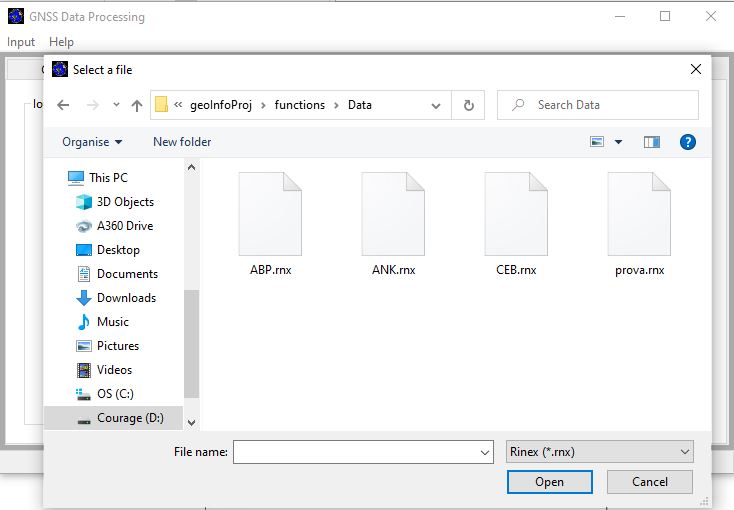 GNSS Data Processing
Input Help
Select a file
« geoInfoProj > functions > Data
Search Data
Organise New folder
This PC
3D Objects
A360 Drive
Desktop
Documents
Downloads
Music
Pictures
Videos
OS (C:)
Courage (D:)
ABP.rnx ANK.rnx CEB.rnx prova.rnx
File name: Rinex (*.rnx)
Open Cancel